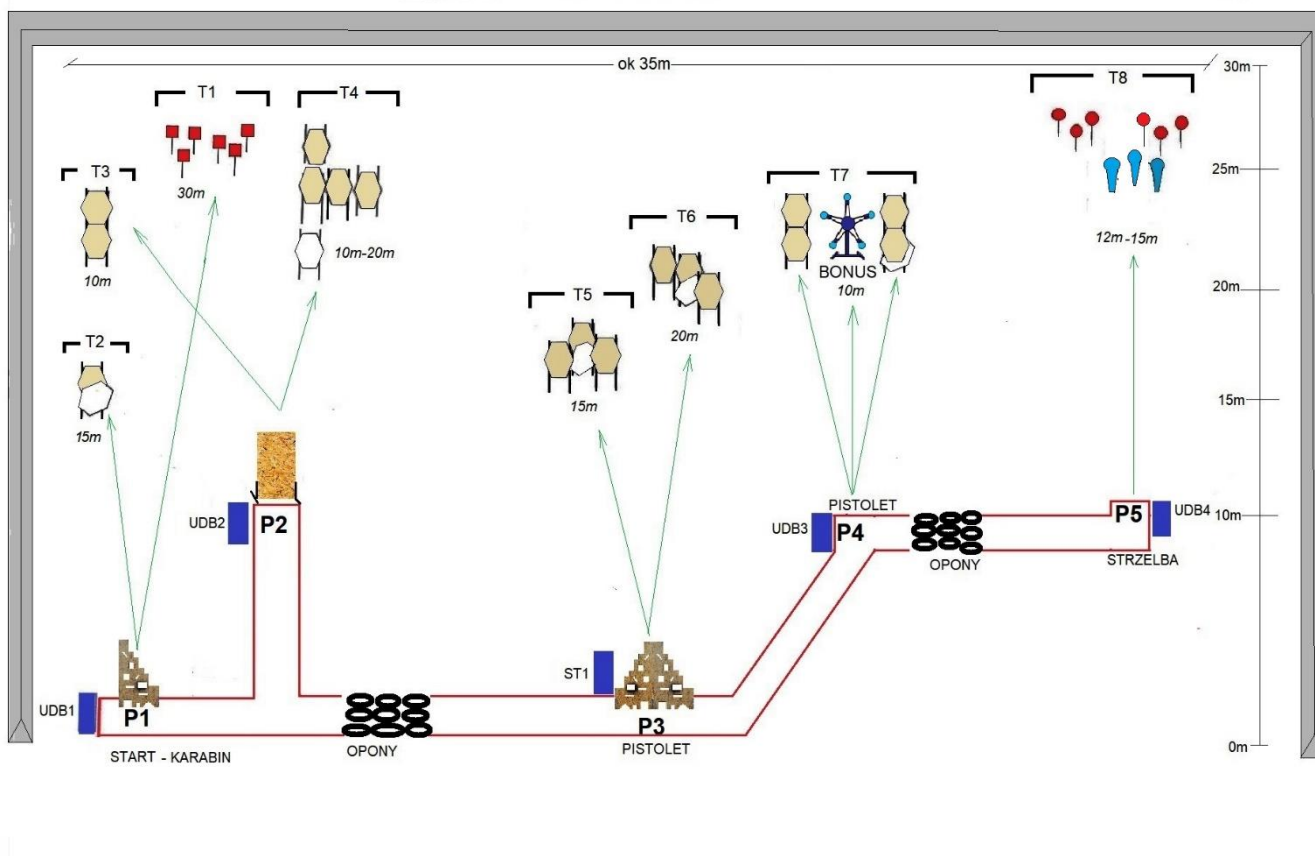 ok 35m
30m
T1
T4
T8
T3
30m
25m
T7
T6
10m-20m
12m -15m
10m
BONUS
10m
20m
T5
20m
T2
15m
15m
15m
UDB2
P2
PISTOLET
UDB3
P4
P5
UDB4
10m
OPONY
STRZELBA
ST1
UDB1
P1
P3
START - KARABIN
OPONY
PISTOLET
0m